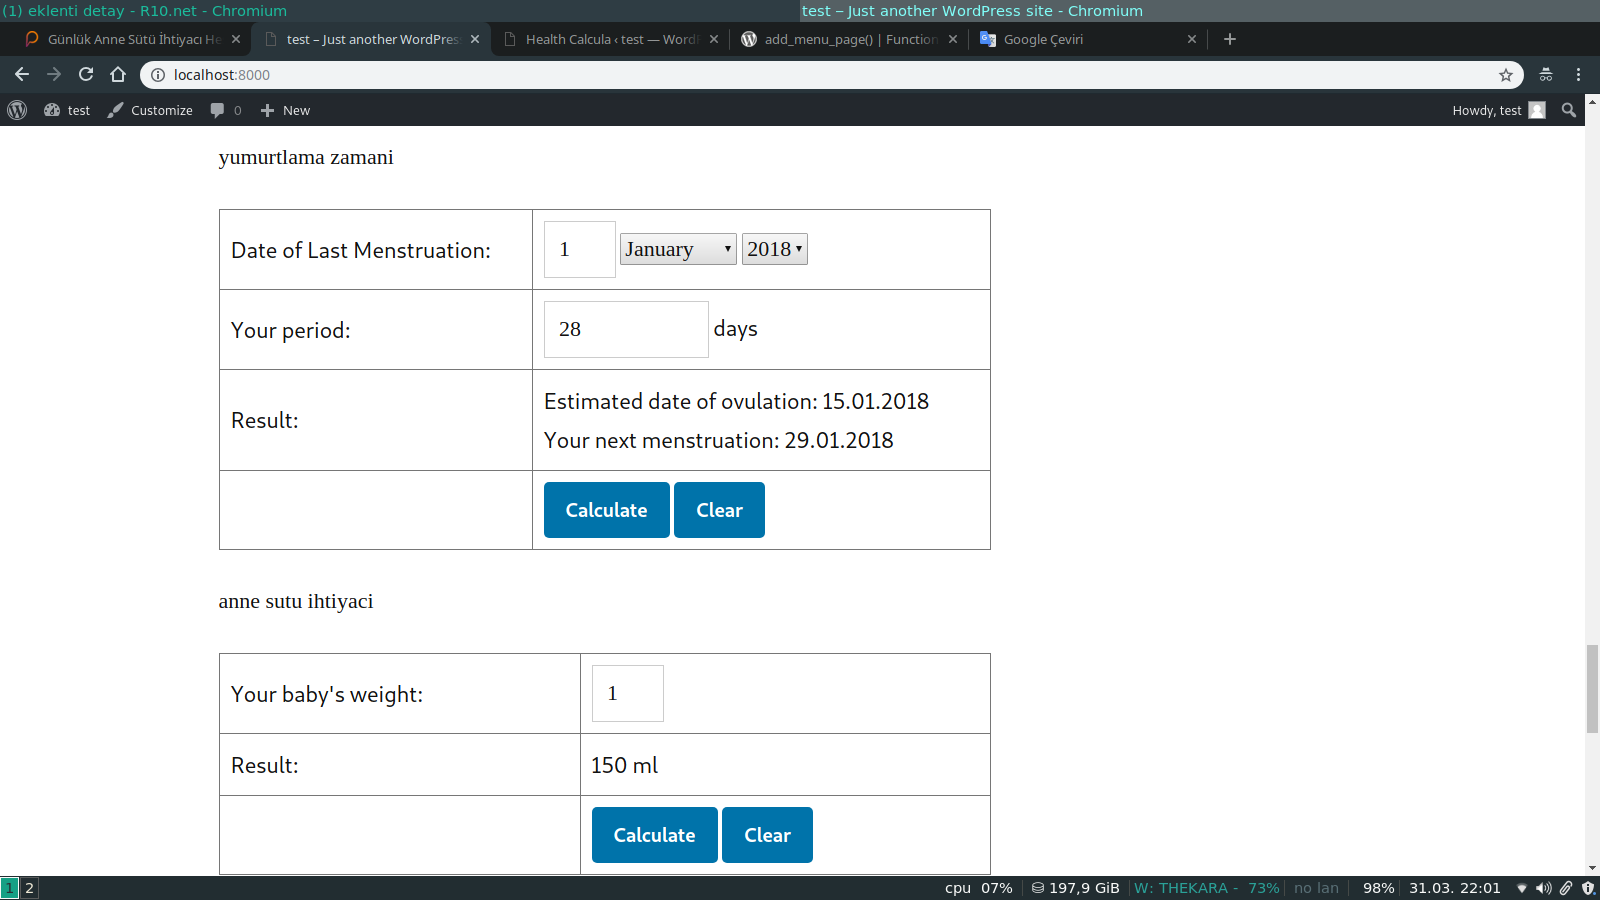 (1) eklenti detay - R10.net - Chromium
test – Just another WordPress site - Chromium
Günlük Anne Sütü İhtiyacı He
test – Just another WordPres
Health Calcula ‹ test — Word
add_menu_page() | Function
Google Çeviri
localhost:8000
test
Customize
0
New
Howdy, test
yumurtlama zamani
Date of Last Menstruation:
1 January 2018
Your period:
28 days
Result:
Estimated date of ovulation: 15.01.2018
Your next menstruation: 29.01.2018
Calculate Clear
anne sutu ihtiyaci
Your baby's weight:
1
Result:
150 ml
Calculate Clear
1 2
cpu 07% 197,9 GiB W: THEKARA - 73% no lan 98% 31.03. 22:01